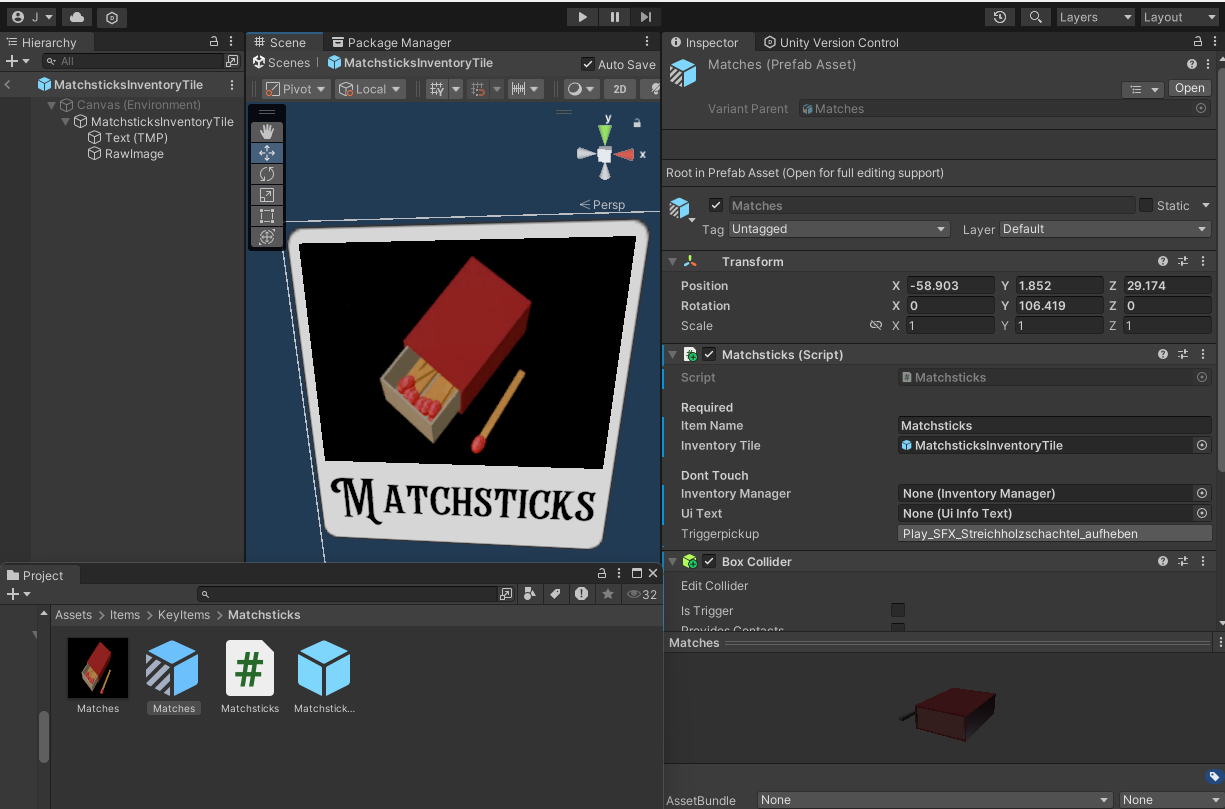 J
Layers
Layout
Hierarchy
All
MatchsticksInventoryTile
Canvas (Environment)
MatchsticksInventoryTile
Text (TMP)
RawImage
Scene
Package Manager
Scenes
MatchsticksInventoryTile
Auto Save
Pivot
Local
2D
y
x
Persp
MATCHSTICKS
Inspector
Unity Version Control
Matches (Prefab Asset)
Open
Variant Parent
Matches
Root in Prefab Asset (Open for full editing support)
Matches
Static
Tag Untagged
Layer Default
Transform
Position X -58.903 Y 1.852 Z 29.174
Rotation X 0 Y 106.419 Z 0
Scale X 1 Y 1 Z 1
Matchsticks (Script)
Script # Matchsticks
Required
Item Name Matchsticks
Inventory Tile MatchsticksInventoryTile
Dont Touch
Inventory Manager None (Inventory Manager)
Ui Text None (Ui Info Text)
Triggerpickup Play_SFX_Streichholzschachtel_aufheben
Box Collider
Edit Collider
Is Trigger
Provides Contacts
Project
32
Assets > Items > KeyItems > Matchsticks
#
Matches
Matches
Matchsticks
Matchstick...
Matches
AssetBundle None None